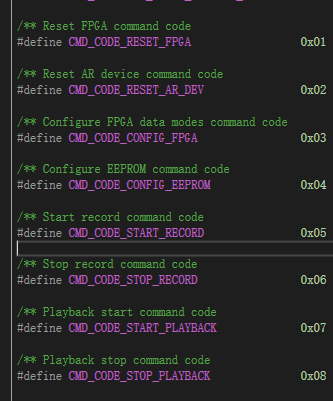 /** Reset FPGA command code
#define CMD_CODE_RESET_FPGA 0x01
/** Reset AR device command code
#define CMD_CODE_RESET_AR_DEV 0x02
/** Configure FPGA data modes command code
#define CMD_CODE_CONFIG_FPGA 0x03
/** Configure EEPROM command code
#define CMD_CODE_CONFIG_EEPROM 0x04
/** Start record command code
#define CMD_CODE_START_RECORD 0x05
/** Stop record command code
#define CMD_CODE_STOP_RECORD 0x06
/** Playback start command code
#define CMD_CODE_START_PLAYBACK 0x07
/** Playback stop command code
#define CMD_CODE_STOP_PLAYBACK 0x08